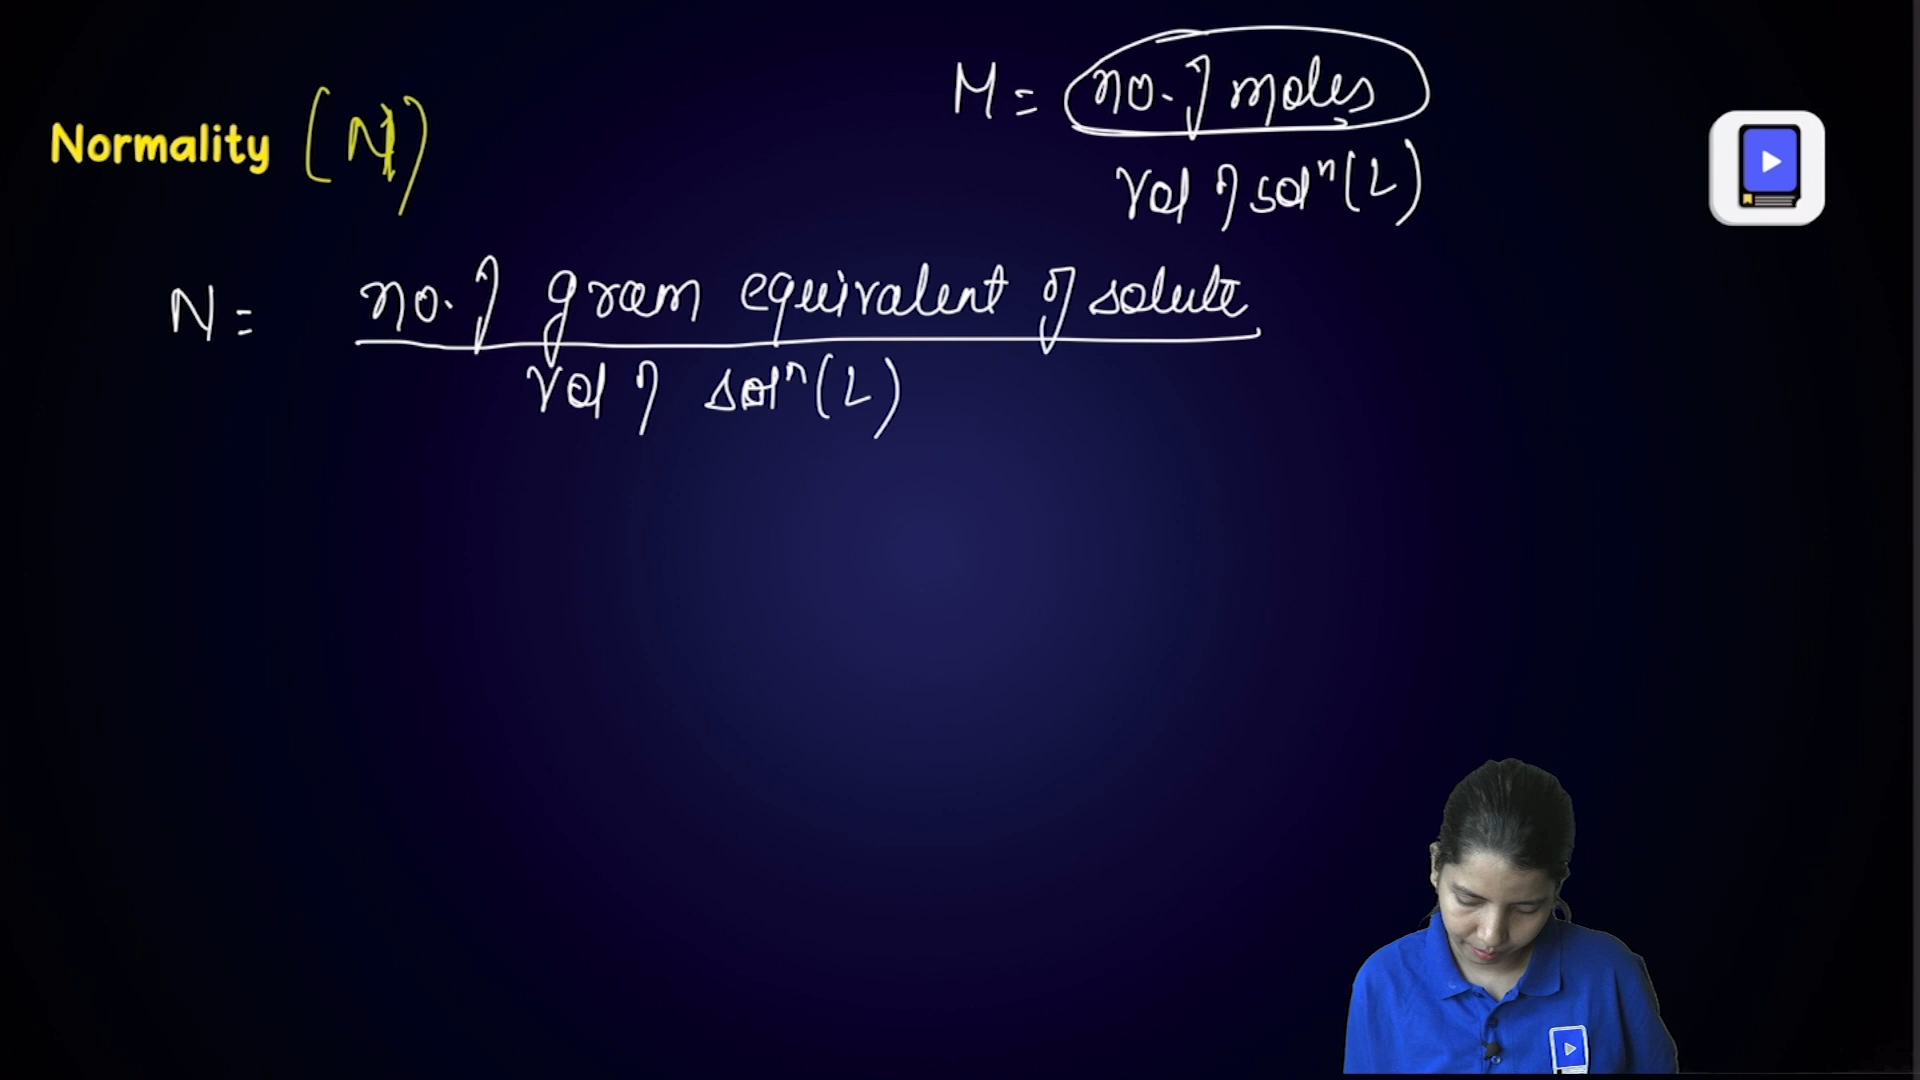 M = no. of moles
vol of solⁿ (L)
Normality (N)
N = no. of gram equivalent of solute
vol of solⁿ (L)